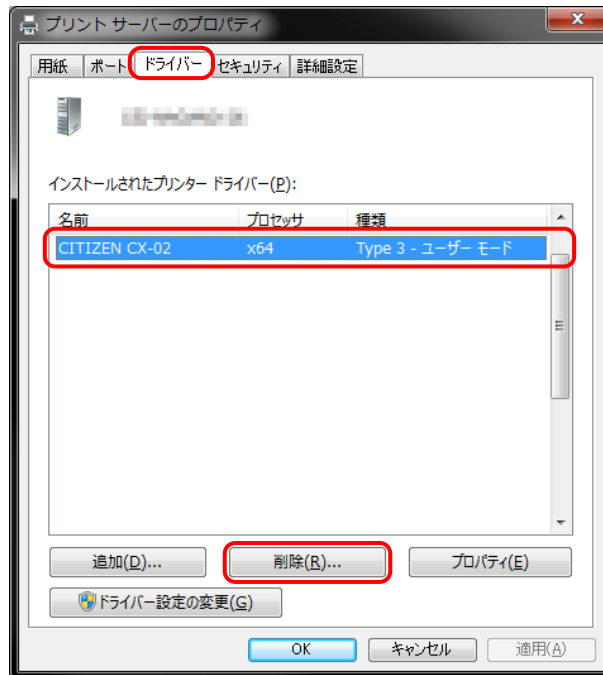 プリント サーバーのプロパティ
用紙 ポート ドライバー セキュリティ 詳細設定
インストールされたプリンター ドライバー(P):
名前 プロセッサ 種類
CITIZEN CX-02 x64 Type 3 - ユーザー モード
追加(D)... 削除(R)... プロパティ(E)
ドライバー設定の変更(G)
OK キャンセル 適用(A)